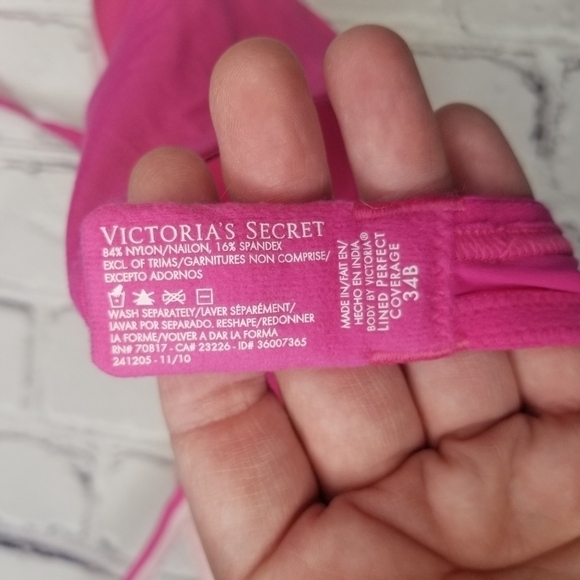 VICTORIA'S SECRET
84% NYLON/NAILON, 16% SPANDEX
EXCL OF TRIMS/GARNITURES NON COMPRISE/
EXCEPTO ADORNOS
WASH SEPARATELY/LAVER SÉPARÉMENT/
LAVAR POR SEPARADO. RESHAPE/REDONNER
LA FORME/VOLVER A DAR LA FORMA
RN# 70817 - CA# 23226 - ID# 36007365
241205 - 11/10
MADE IN/FAIT EN/
HECHO EN INDIA
BODY BY VICTORIA®
LINED PERFECT
COVERAGE
34B